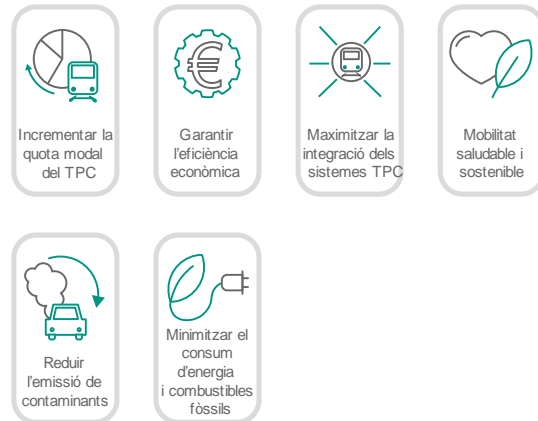 Incrementar la
quota modal
del TPC
Garantir
l'eficiència
econòmica
Maximitzar la
integració dels
sistemes TPC
Mobilitat
saludable i
sostenible
Reduir
l'emissió de
contaminants
Minimitzar el
consum
d'energia
i combustibles
fòssils